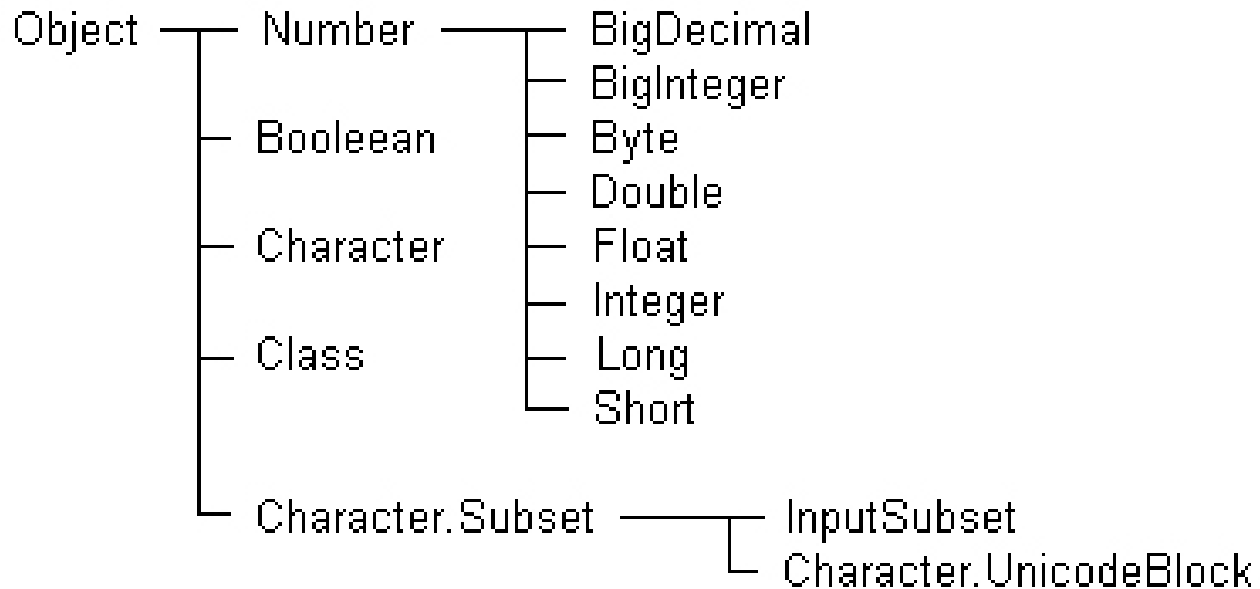 Object Number BigDecimal
BigInteger
Booleean Byte
Double
Character Float
Integer
Class Long
Short
Character.Subset InputSubset
Character.UnicodeBlock